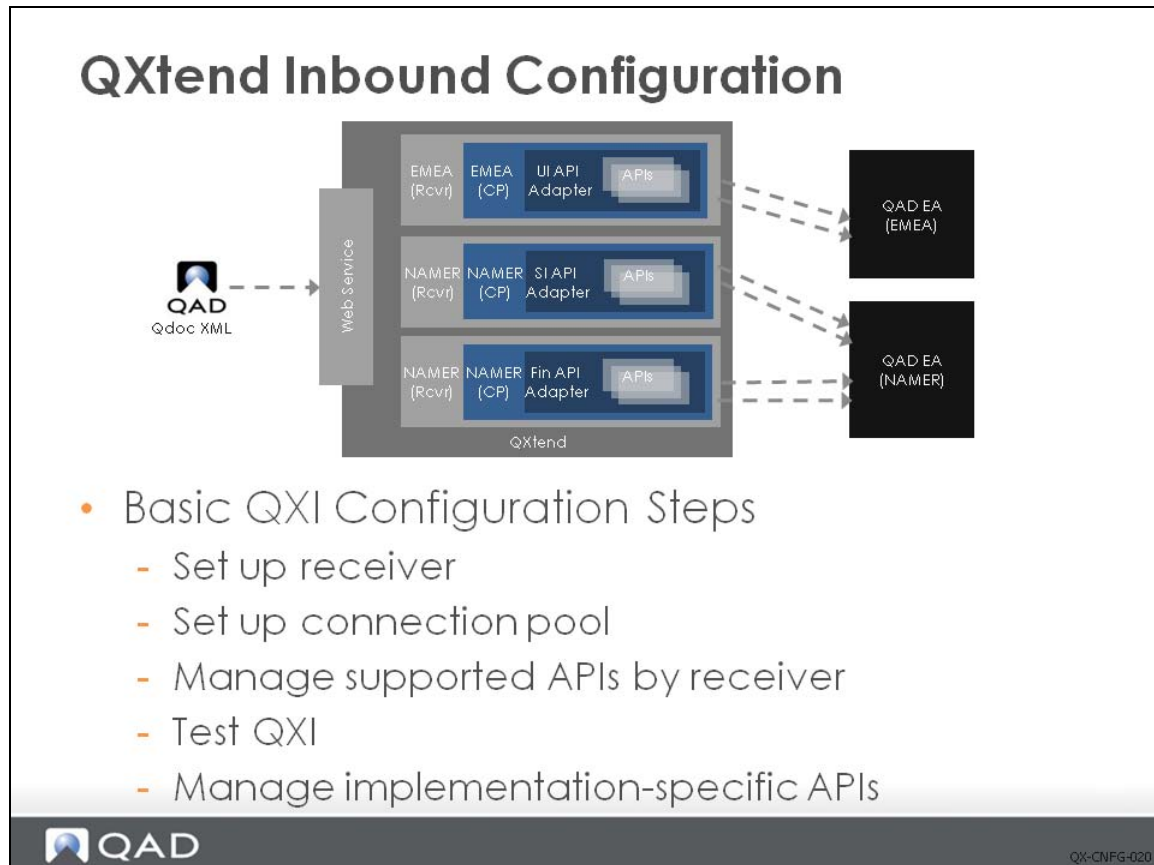 QXtend Inbound Configuration
EMEA
(Rcvr)
EMEA
(CP)
UI API
Adapter
APIs
NAMER
(Rcvr)
NAMER
(CP)
SI API
Adapter
APIs
NAMER
(Rcvr)
NAMER
(CP)
Fin API
Adapter
APIs
QXtend
Web Service
QAD
Qdoc XML
QAD EA
(EMEA)
QAD EA
(NAMER)
• Basic QXI Configuration Steps
- Set up receiver
- Set up connection pool
- Manage supported APIs by receiver
- Test QXI
- Manage implementation-specific APIs
QAD
QX-CNFG-020